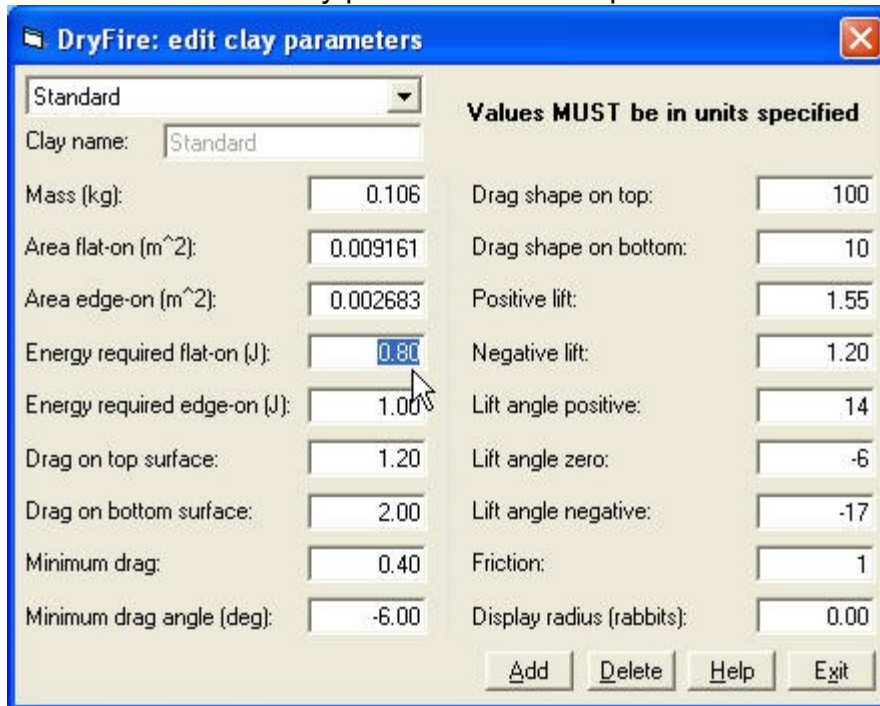 DryFire: edit clay parameters
Standard
Values MUST be in units specified
Clay name: Standard
Mass (kg): 0.106
Drag shape on top: 100
Area flat-on (m^2): 0.009161
Drag shape on bottom: 10
Area edge-on (m^2): 0.002683
Positive lift: 1.55
Energy required flat-on (J): 0.80
Negative lift: 1.20
Energy required edge-on (J): 1.00
Lift angle positive: 14
Drag on top surface: 1.20
Lift angle zero: -6
Drag on bottom surface: 2.00
Lift angle negative: -17
Minimum drag: 0.40
Friction: 1
Minimum drag angle (deg): -6.00
Display radius (rabbits): 0.00
Add Delete Help Exit